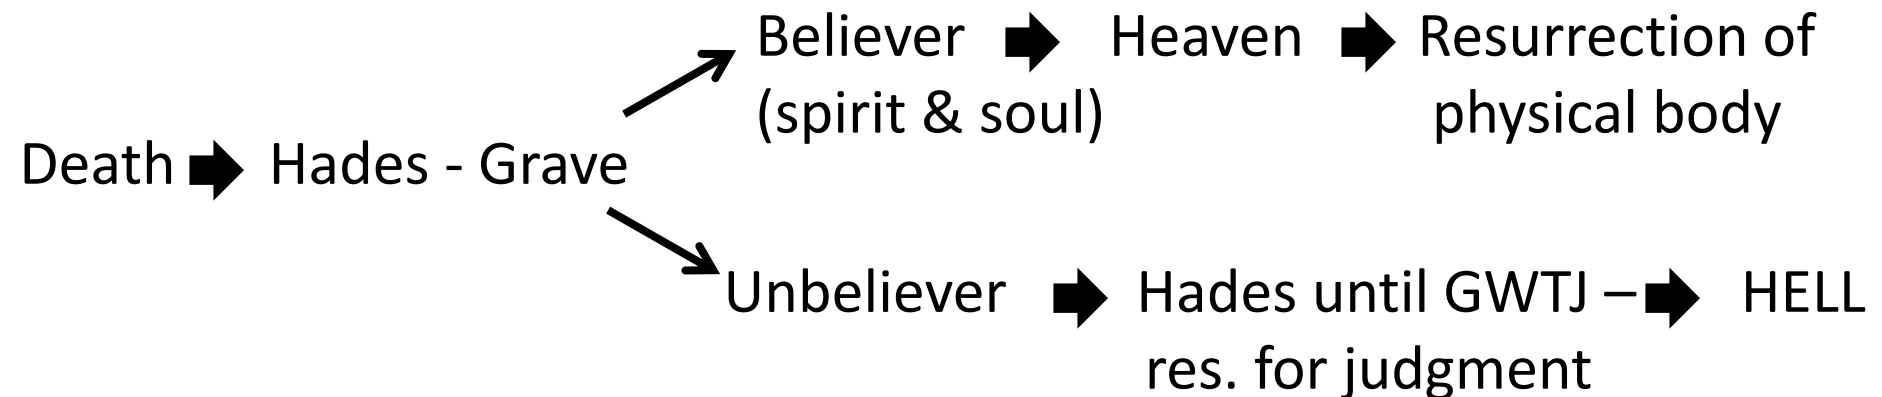 Believer Heaven Resurrection of
(spirit & soul) physical body
Death Hades - Grave
Unbeliever Hades until GWTJ – HELL
res. for judgment